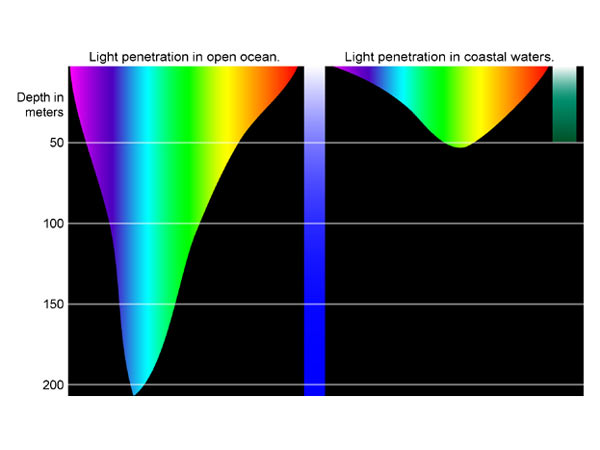 Light penetration in open ocean.
Light penetration in coastal waters.
Depth in
meters
50
100
150
200